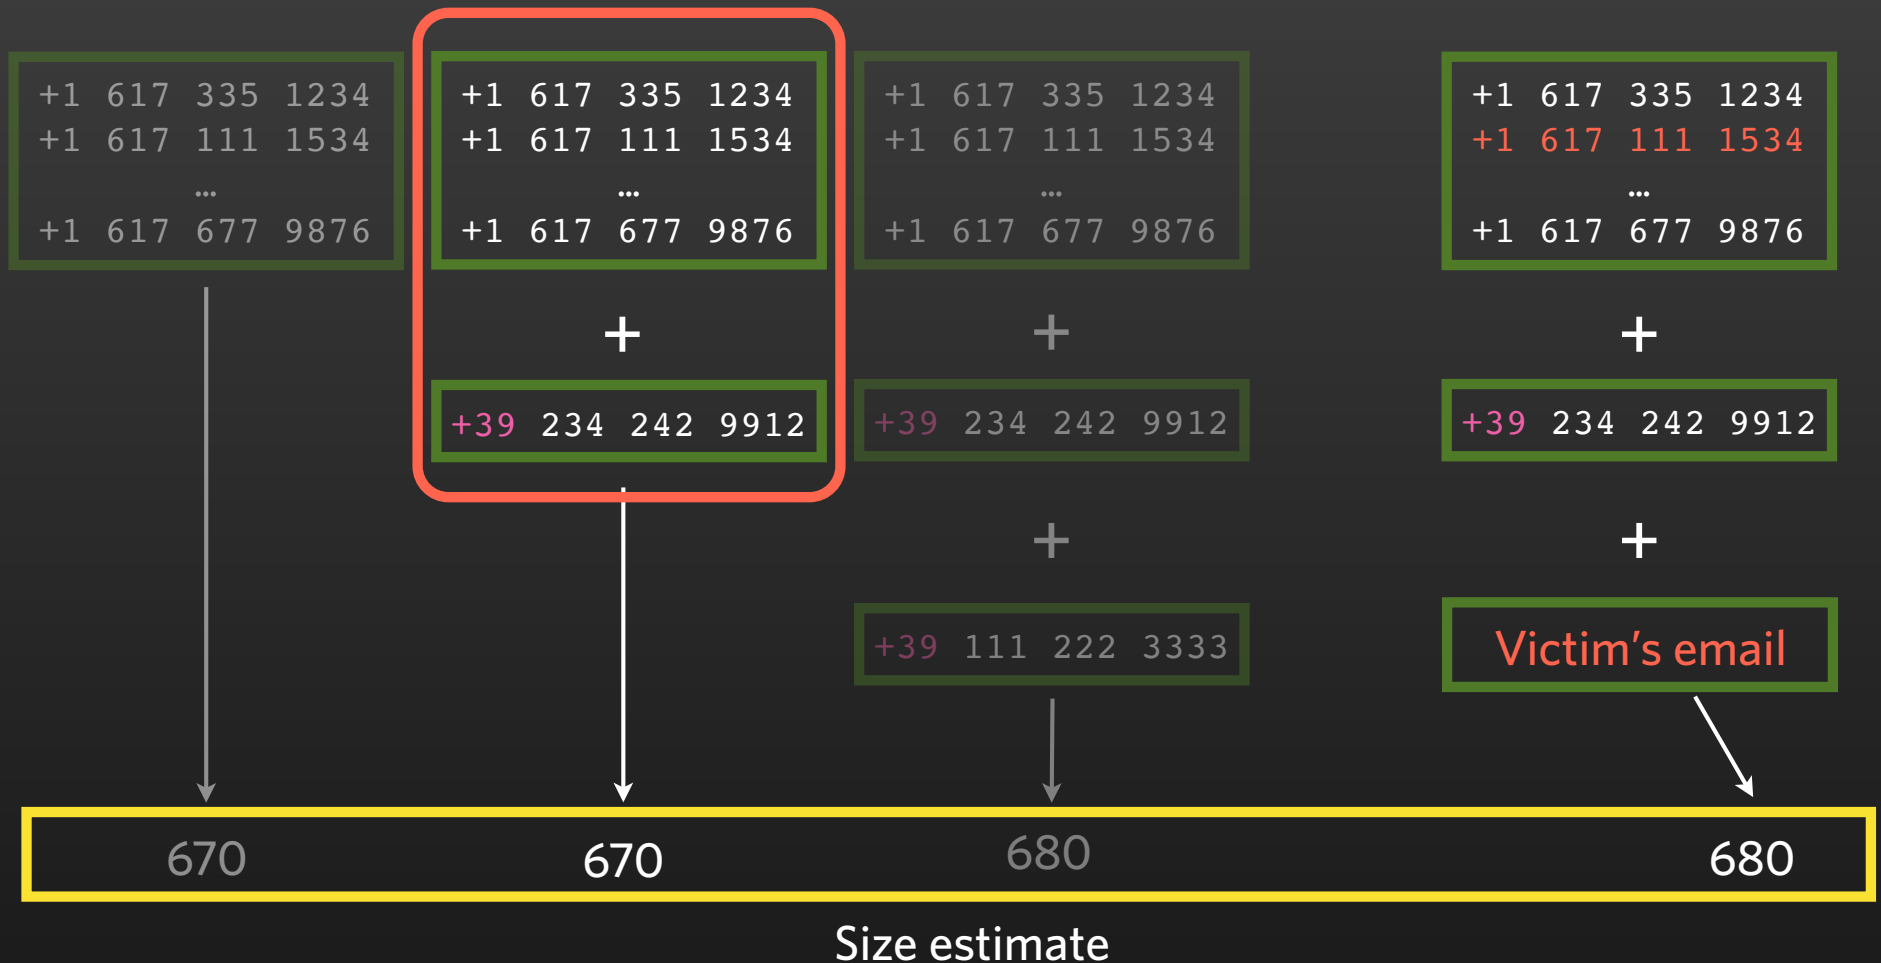 +1 617 335 1234
+1 617 111 1534
…
+1 617 677 9876
+1 617 335 1234
+1 617 111 1534
…
+1 617 677 9876
+
+39 234 242 9912
+1 617 335 1234
+1 617 111 1534
…
+1 617 677 9876
+
+39 234 242 9912
+
+39 111 222 3333
+1 617 335 1234
+1 617 111 1534
…
+1 617 677 9876
+
+39 234 242 9912
+
Victim’s email
670
670
680
680
Size estimate